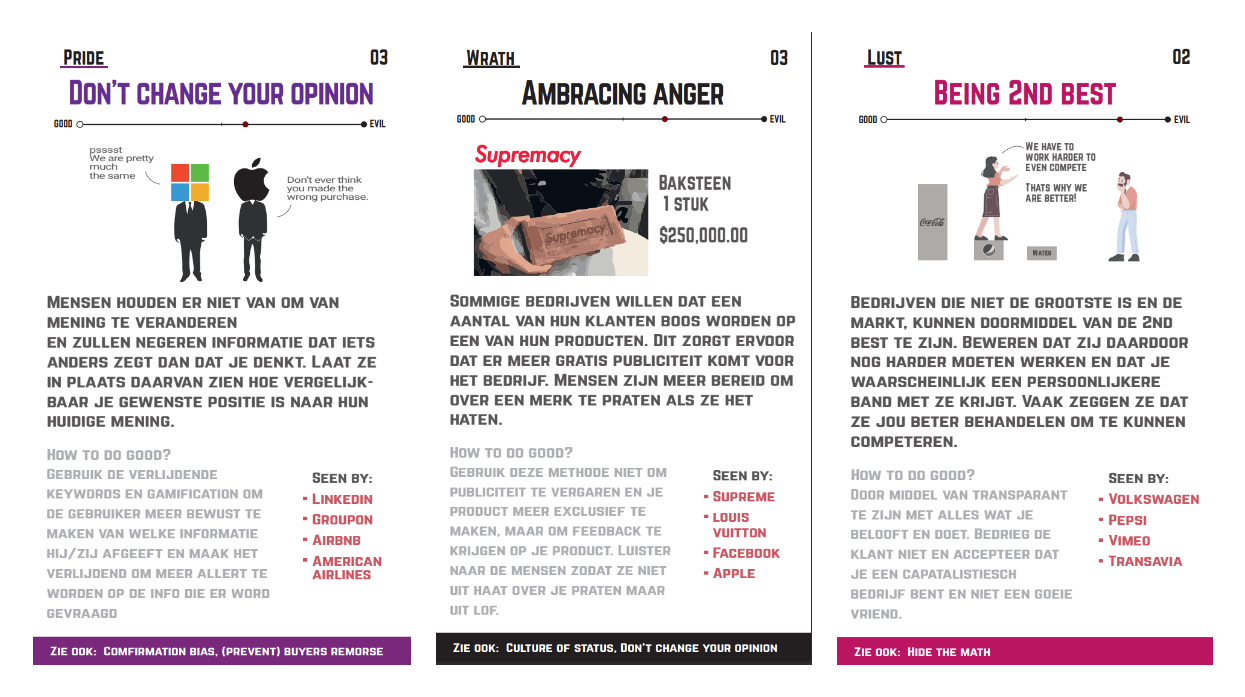 Pride
03
Don't change your opinion
good
evil
psssst
We are pretty
much
the same
Don't ever think
you made the
wrong purchase.
Mensen houden er niet van om van
mening te veranderen
en zullen negeren informatie dat iets
anders zegt dan dat je denkt. Laat ze
in plaats daarvan zien hoe vergelijk-
baar je gewenste positie is naar hun
huidige mening.
How to do good?
Gebruik de verlijdende
keywords en gamification om
de gebruiker meer bewust te
maken van welke informatie
hij/zij afgeeft en maak het
verlijdend om meer allert te
worden op de info die er word
gevraagd
Seen by:
- LinkedIn
- Groupon
- Airbnb
- American
Airlines
Zie ook: Comfirmation bias, (prevent) buyers remorse
Wrath
03
Ambracing anger
good
evil
Supremacy
Supremacy
Baksteen
1 stuk
$250,000.00
Sommige bedrijven willen dat een
aantal van hun klanten boos worden op
een van hun producten. Dit zorgt ervoor
dat er meer gratis publiciteit komt voor
het bedrijf. Mensen zijn meer bereid om
over een merk te praten als ze het
haten.
How to do good?
Gebruik deze methode niet om
publiciteit te vergaren en je
product meer exclusief te
maken, maar om feedback te
krijgen op je product. Luister
naar de mensen zodat ze niet
uit haat over je praten maar
uit lof.
Seen by:
- Supreme
- Louis
Vuitton
- Facebook
- Apple
Zie ook: Culture of status, Don't change your opinion
Lust
02
Being 2nd best
good
evil
We have to
work harder to
even compete
Thats why we
are better!
Coca-Cola
Water
Bedrijven die niet de grootste is en de
markt, kunnen doormiddel van de 2nd
best te zijn. Beweren dat zij daardoor
nog harder moeten werken en dat je
waarscheinlijk een persoonlijkere
band met ze krijgt. Vaak zeggen ze dat
ze jou beter behandelen om te kunnen
competeren.
How to do good?
Door middel van transparant
te zijn met alles wat je
belooft en doet. Bedrieg de
klant niet en accepteer dat
je een capatalistiesch
bedrijf bent en niet een goeie
vriend.
Seen by:
- Volkswagen
- Pepsi
- Vimeo
- Transavia
Zie ook: Hide the math